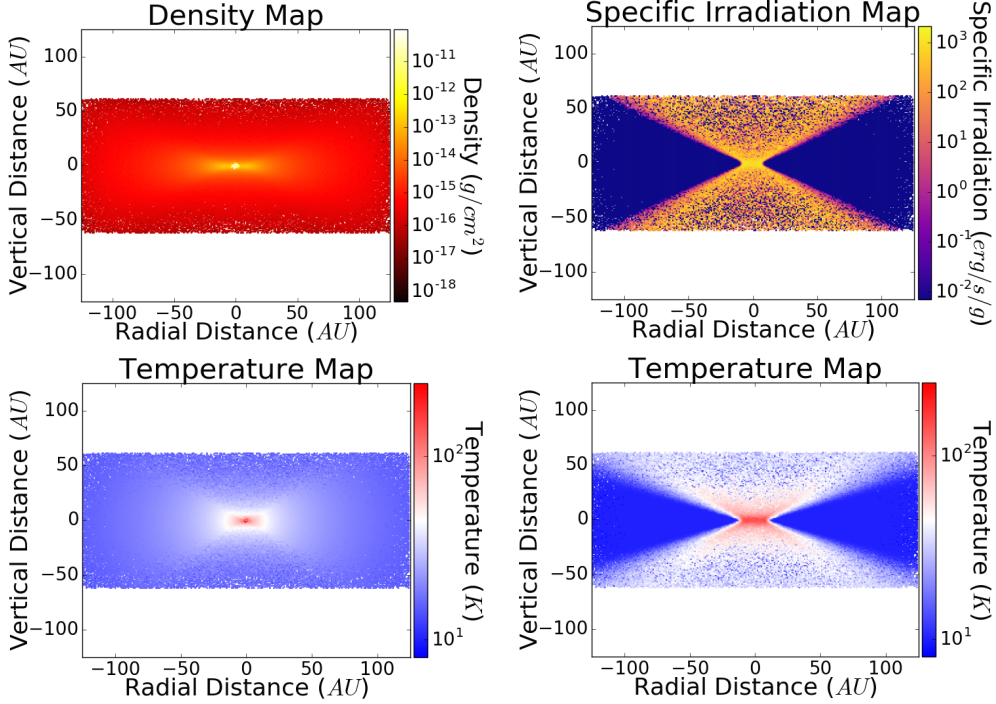 Density Map
Vertical Distance (AU)
100
50
0
−50
−100
−100 −50 0 50 100
Radial Distance (AU)
10^-11
10^-12
10^-13
10^-14
10^-15
10^-16
10^-17
10^-18
Density (g/cm^2)
Specific Irradiation Map
Vertical Distance (AU)
100
50
0
−50
−100
−100 −50 0 50 100
Radial Distance (AU)
10^3
10^2
10^1
10^0
10^-1
10^-2
Specific Irradiation (erg/s/g)
Temperature Map
Vertical Distance (AU)
100
50
0
−50
−100
−100 −50 0 50 100
Radial Distance (AU)
10^2
10^1
Temperature (K)
Temperature Map
Vertical Distance (AU)
100
50
0
−50
−100
−100 −50 0 50 100
Radial Distance (AU)
10^2
10^1
Temperature (K)